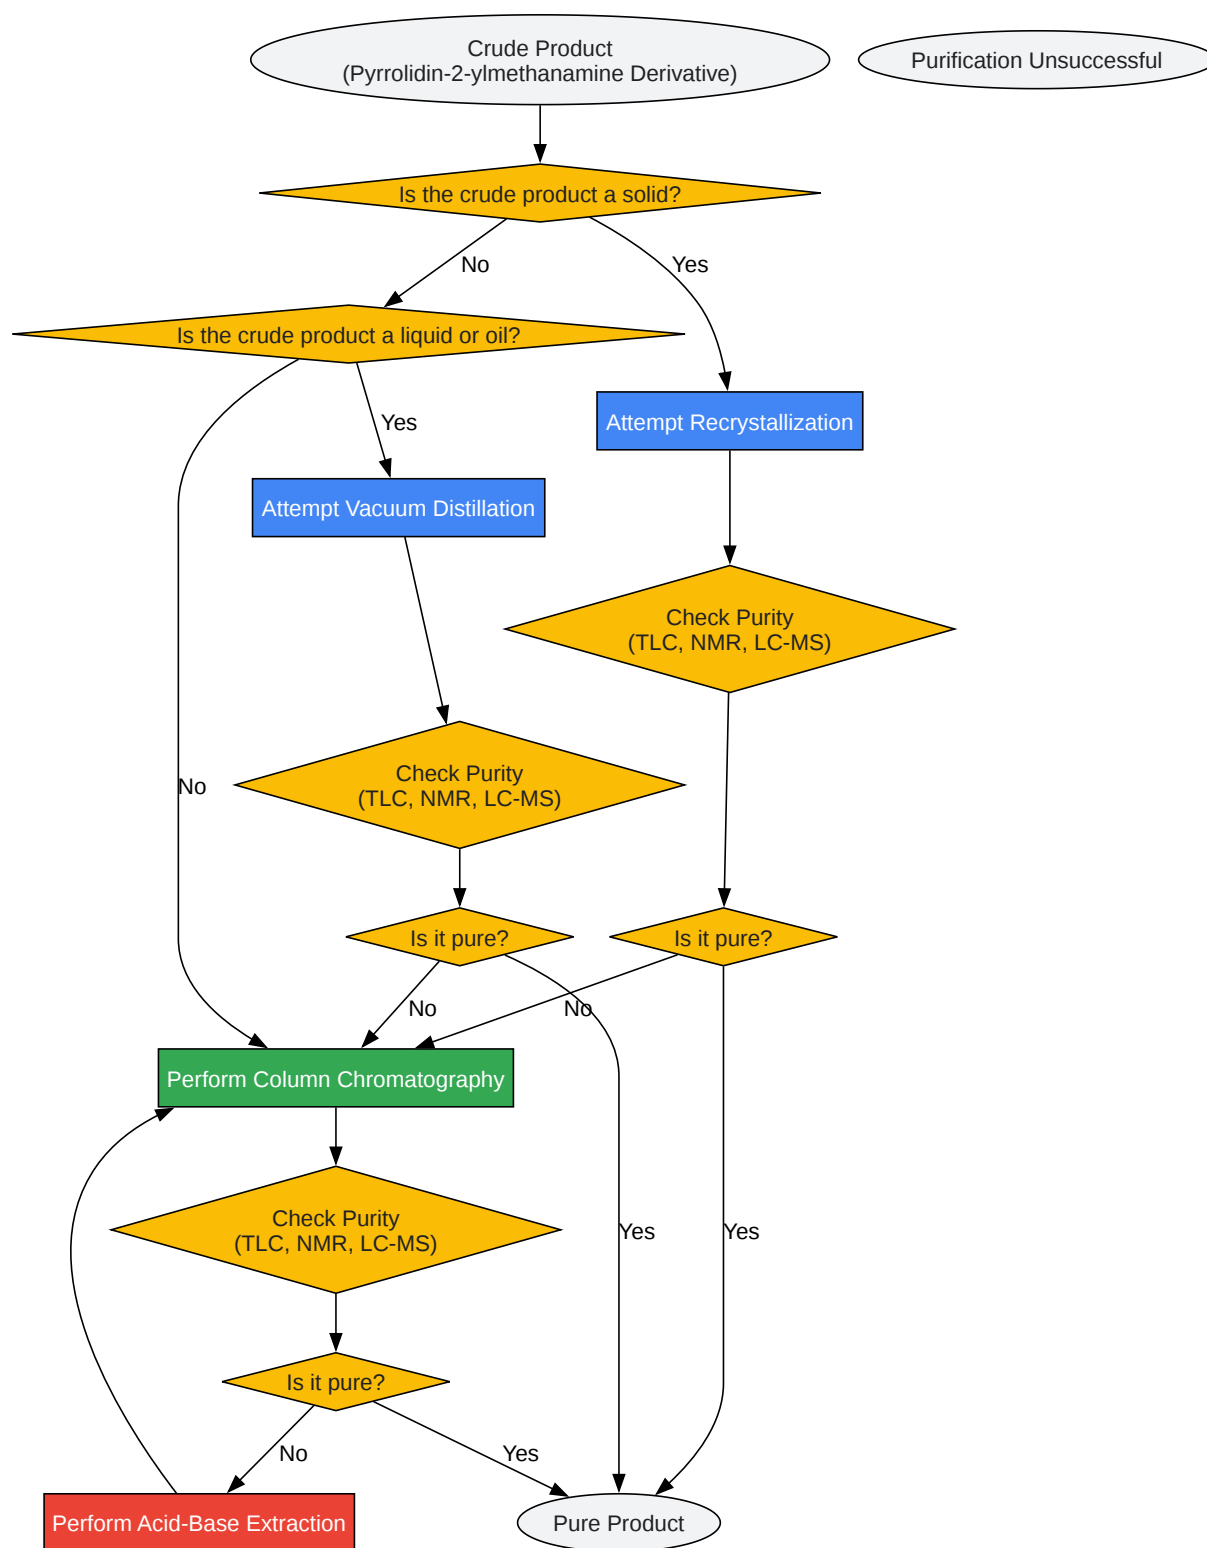 Crude Product
(Pyrrolidin-2-ylmethanamine Derivative)
Purification Unsuccessful
Is the crude product a solid?
No
Yes
Is the crude product a liquid or oil?
Yes
Attempt Recrystallization
Attempt Vacuum Distillation
Check Purity
(TLC, NMR, LC-MS)
Check Purity
(TLC, NMR, LC-MS)
No
Is it pure?
Is it pure?
No
No
Perform Column Chromatography
Check Purity
(TLC, NMR, LC-MS)
Yes
Yes
Is it pure?
No
Yes
Perform Acid-Base Extraction
Pure Product